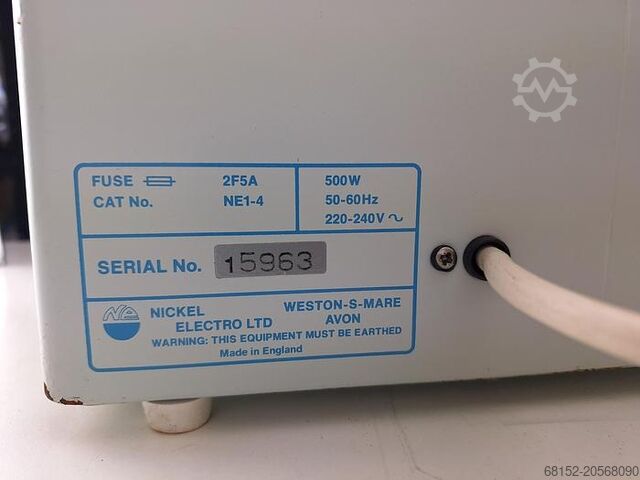 FUSE 2F5A 500W
CAT No. NE1-4 50-60Hz
220-240V ~
SERIAL No. 15963
NE
NICKEL WESTON-S-MARE
ELECTRO LTD AVON
WARNING: THIS EQUIPMENT MUST BE EARTHED
Made in England
68152-20568090